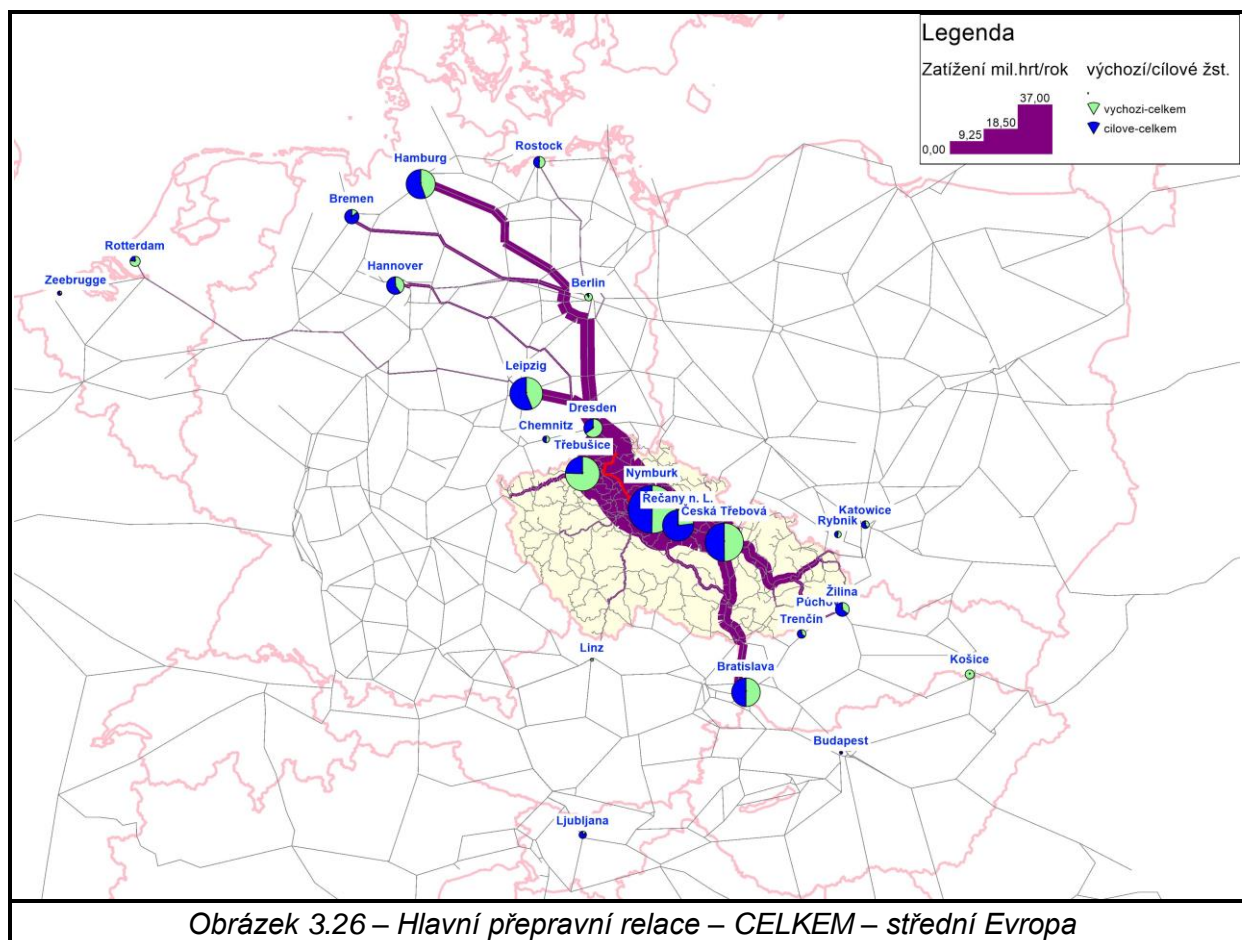 Legenda
Zatížení mil.hrt/rok výchozí/cílové žst.
.
37,00
18,50
9,25
0,00
vychozi-celkem
cilove-celkem
Rostock
Hamburg
Bremen
Rotterdam
Hannover
Zeebrugge
Berlin
Leipzig
Dresden
Chemnitz
Třebušice
Nymburk
Řečany n. L.
Česká Třebová
Katowice
Rybnik
Žilina
Púcho
Trenčín
Linz
Bratislava
Košice
Budapest
Ljubljana
Obrázek 3.26 – Hlavní přepravní relace – CELKEM – střední Evropa